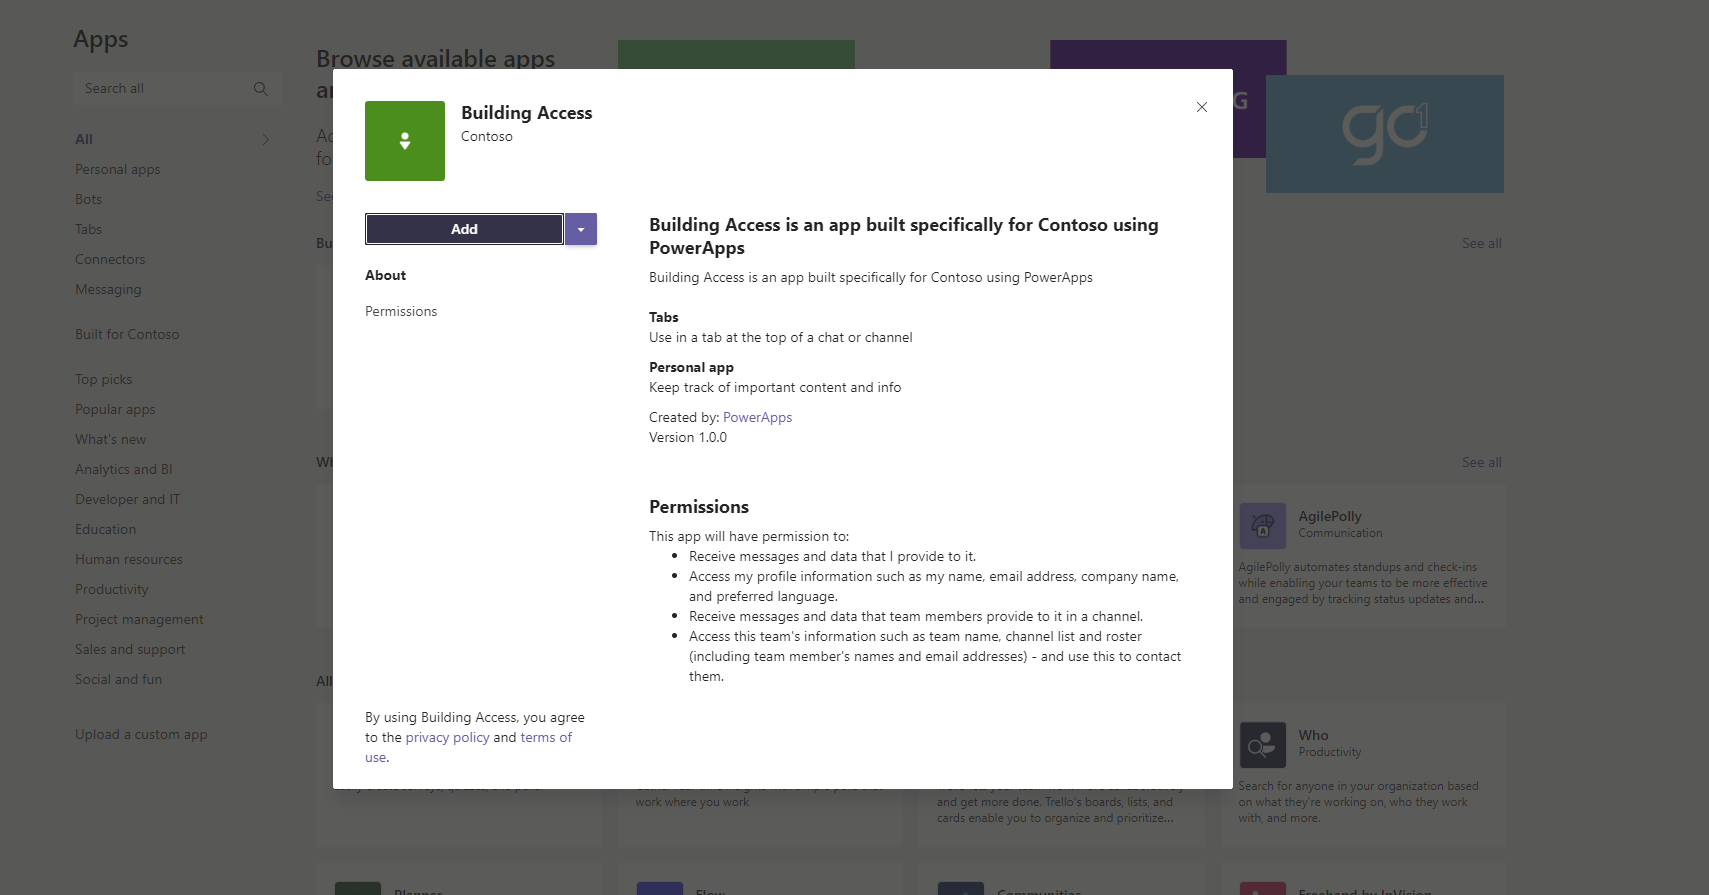 Apps
Search all
All
Personal apps
Bots
Tabs
Connectors
Messaging
Built for Contoso
Top picks
Popular apps
What's new
Analytics and BI
Developer and IT
Education
Human resources
Productivity
Project management
Sales and support
Social and fun
Upload a custom app
Browse available apps
G
go1
See all
See all
Building Access
Contoso
Add
About
Permissions
By using Building Access, you agree
to the privacy policy and terms of
use.
Building Access is an app built specifically for Contoso using
PowerApps
Building Access is an app built specifically for Contoso using PowerApps
Tabs
Use in a tab at the top of a chat or channel
Personal app
Keep track of important content and info
Created by: PowerApps
Version 1.0.0
Permissions
This app will have permission to:
• Receive messages and data that I provide to it.
• Access my profile information such as my name, email address, company name,
and preferred language.
• Receive messages and data that team members provide to it in a channel.
• Access this team's information such as team name, channel list and roster
(including team member's names and email addresses) - and use this to contact
them.
AgilePolly
Communication
AgilePolly automates standups and check-ins
while enabling your teams to be more effective
and engaged by tracking status updates and...
All
work where you work
and get more done. Trello's boards, lists, and
cards enable you to organize and prioritize...
Who
Productivity
Search for anyone in your organization based
on what they're working on, who they work
with, and more.
Planner
Flow
Communities
Freehand by InVision